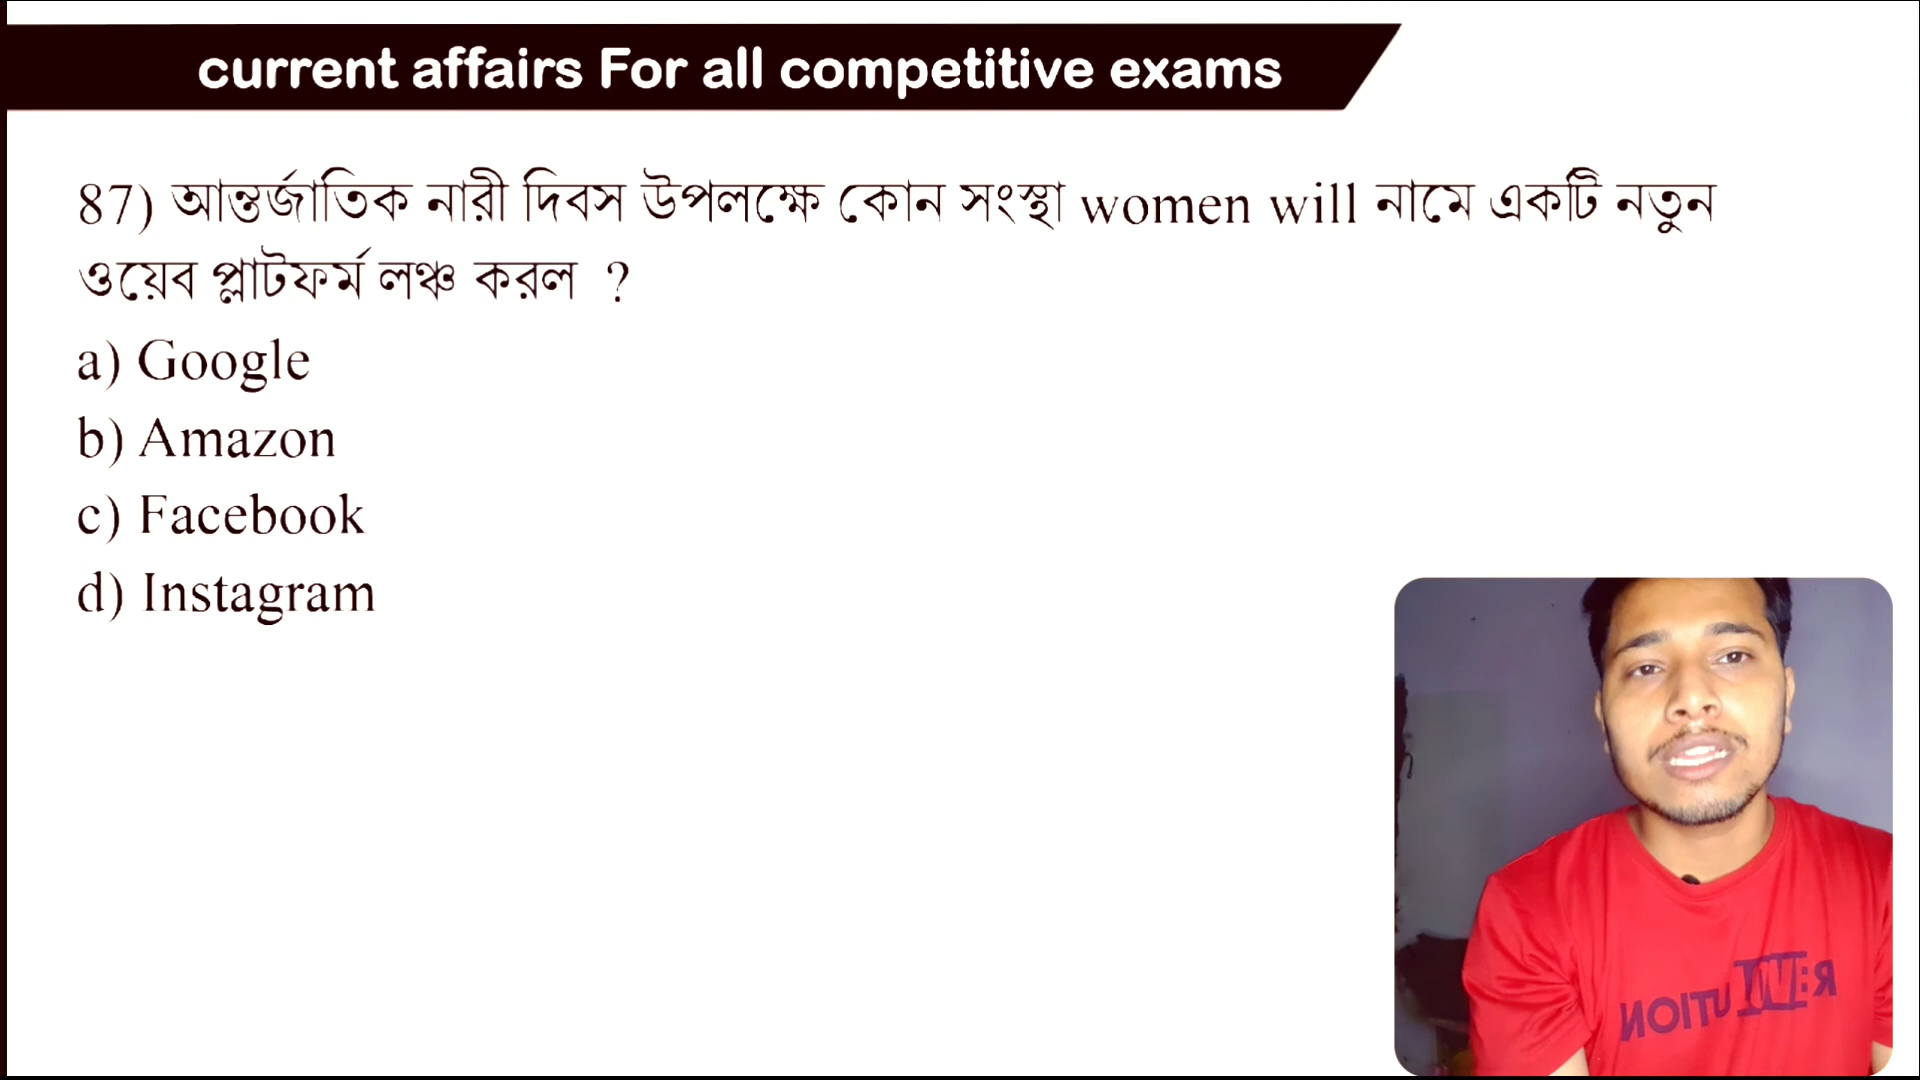 current affairs For all competitive exams
87) আন্তর্জাতিক নারী দিবস উপলক্ষে কোন সংস্থা women will নামে একটি নতুন
ওয়েব প্লাটফর্ম লঞ্চ করল ?
a) Google
b) Amazon
c) Facebook
d) Instagram